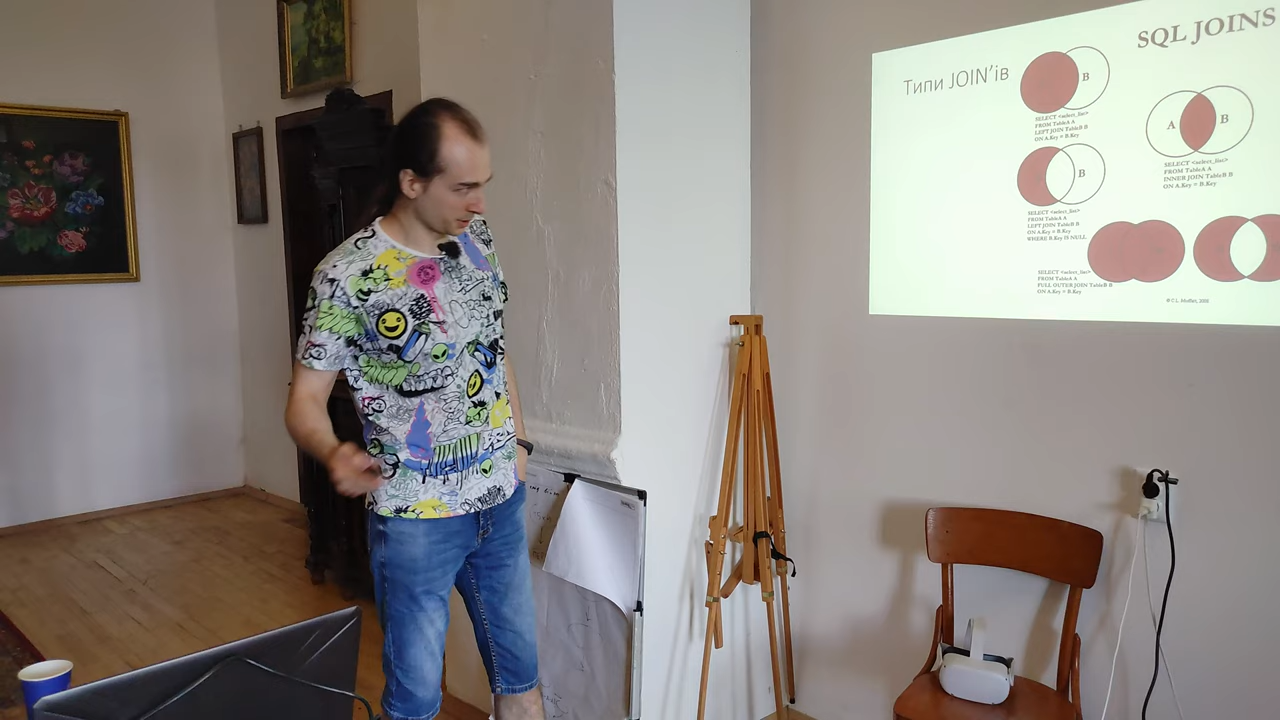 SQL JOINS
Типи JOIN'ів
B
SELECT <select_list>
FROM TableA A
LEFT JOIN TableB B
ON A.Key = B.Key
A B
SELECT <select_list>
FROM TableA A
INNER JOIN TableB B
ON A.Key = B.Key
B
SELECT <select_list>
FROM TableA A
LEFT JOIN TableB B
ON A.Key = B.Key
WHERE B.Key IS NULL
SELECT <select_list>
FROM TableA A
FULL OUTER JOIN TableB B
ON A.Key = B.Key
© C.L. Moffatt, 2008